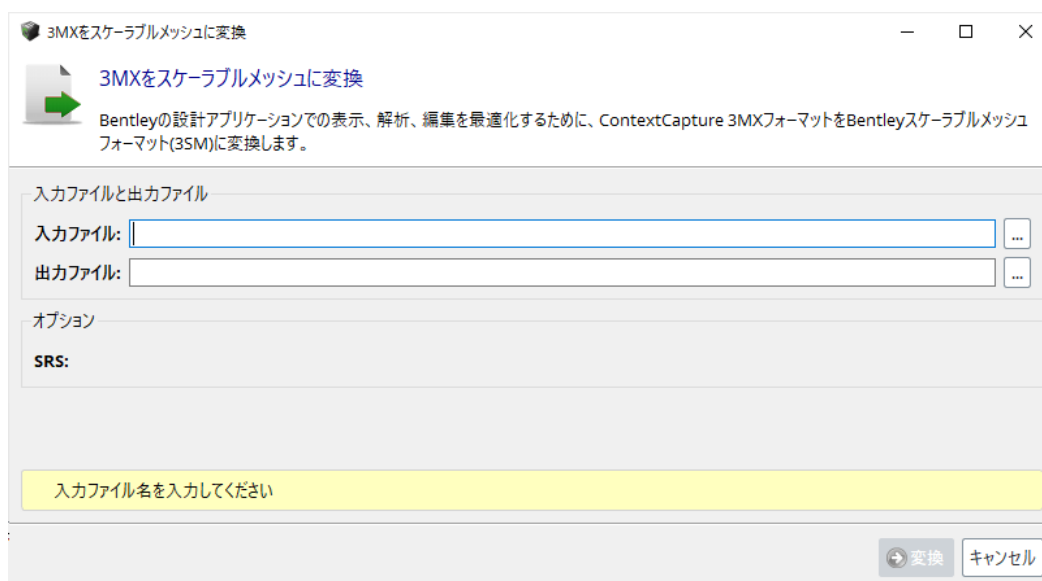 3MXをスケーラブルメッシュに変換
3MXをスケーラブルメッシュに変換
Bentleyの設計アプリケーションでの表示、解析、編集を最適化するために、ContextCapture 3MXフォーマットをBentleyスケーラブルメッシュ
フォーマット(3SM)に変換します。
入力ファイルと出力ファイル
入力ファイル:
...
出力ファイル:
...
オプション
SRS:
入力ファイル名を入力してください
変換
キャンセル